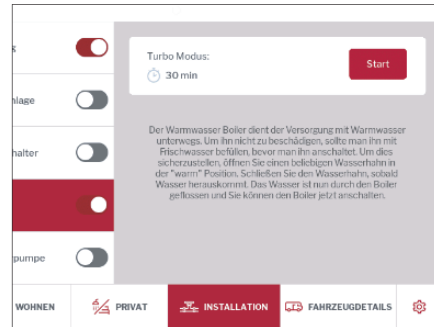 Turbo Modus:
30 min
Start
nlage
Der Warmwasser Boiler dient der Versorgung mit Warmwasser
unterwegs. Um ihn nicht zu beschädigen, sollte man ihn mit
Frischwasser befüllen, bevor man ihn anschaltet. Um dies
sicherzustellen, öffnen Sie einen beliebigen Wasserhahn in
der "warm" Position. Schließen Sie den Wasserhahn, sobald
Wasser herauskommt. Das Wasser ist nun durch den Boiler
geflossen und Sie können den Boiler jetzt anschalten.
halter
pumpe
WOHNEN PRIVAT INSTALLATION FAHRZEUGDETAILS